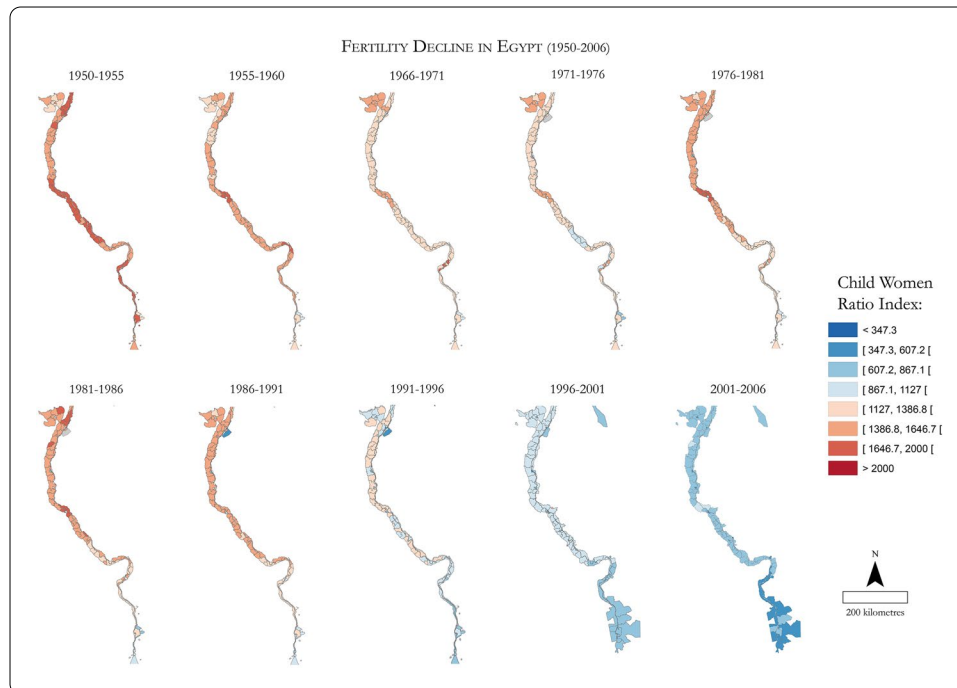 FERTILITY DECLINE IN EGYPT (1950-2006)
1950-1955
1955-1960
1966-1971
1971-1976
1976-1981
1981-1986
1986-1991
1991-1996
1996-2001
2001-2006
Child Women
Ratio Index:
< 347.3
[ 347.3, 607.2 [
[ 607.2, 867.1 [
[ 867.1, 1127 [
[ 1127, 1386.8 [
[ 1386.8, 1646.7 [
[ 1646.7, 2000 [
> 2000
N
200 kilometres